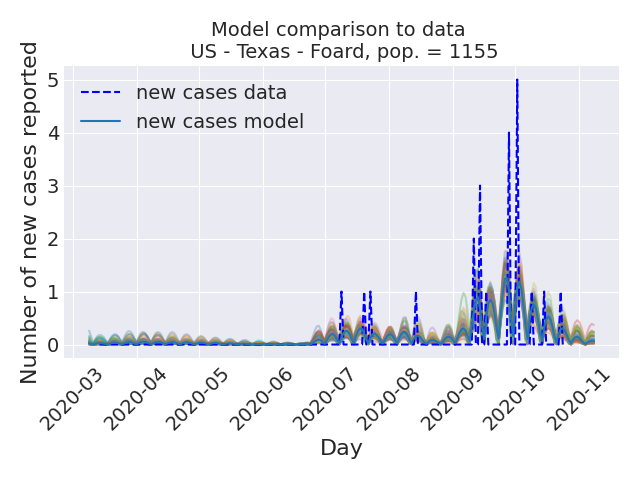 Model comparison to data
US - Texas - Foard, pop. = 1155
Number of new cases reported
5
4
3
2
1
0
new cases data
new cases model
2020-03
2020-04
2020-05
2020-06
2020-07
2020-08
2020-09
2020-10
2020-11
Day